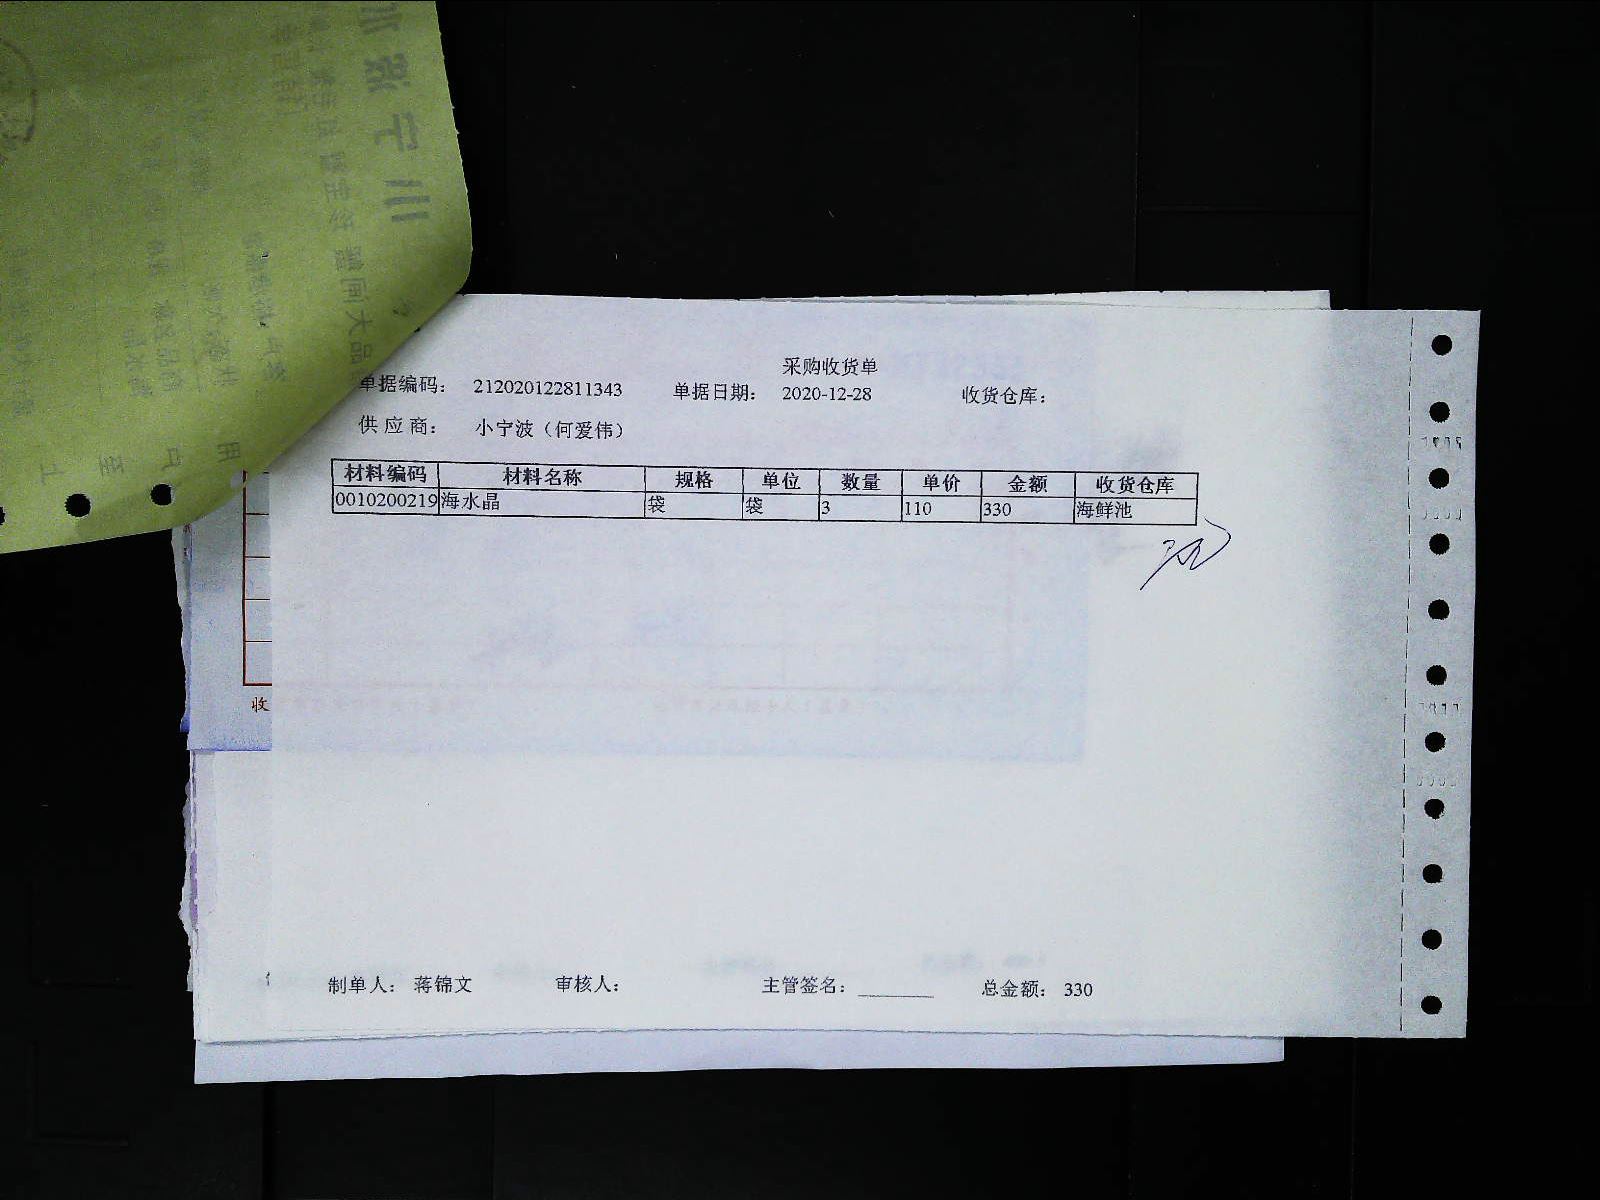 采购收货单
单据编码： 212020122811343 单据日期： 2020-12-28 收货仓库：
供 应 商： 小宁波（何爱伟）
材料编码 材料名称 规格 单位 数量 单价 金额 收货仓库
0010200219 海水晶 袋 袋 3 110 330 海鲜池
收
制单人： 蒋锦文 审核人： 主管签名： 总金额： 330